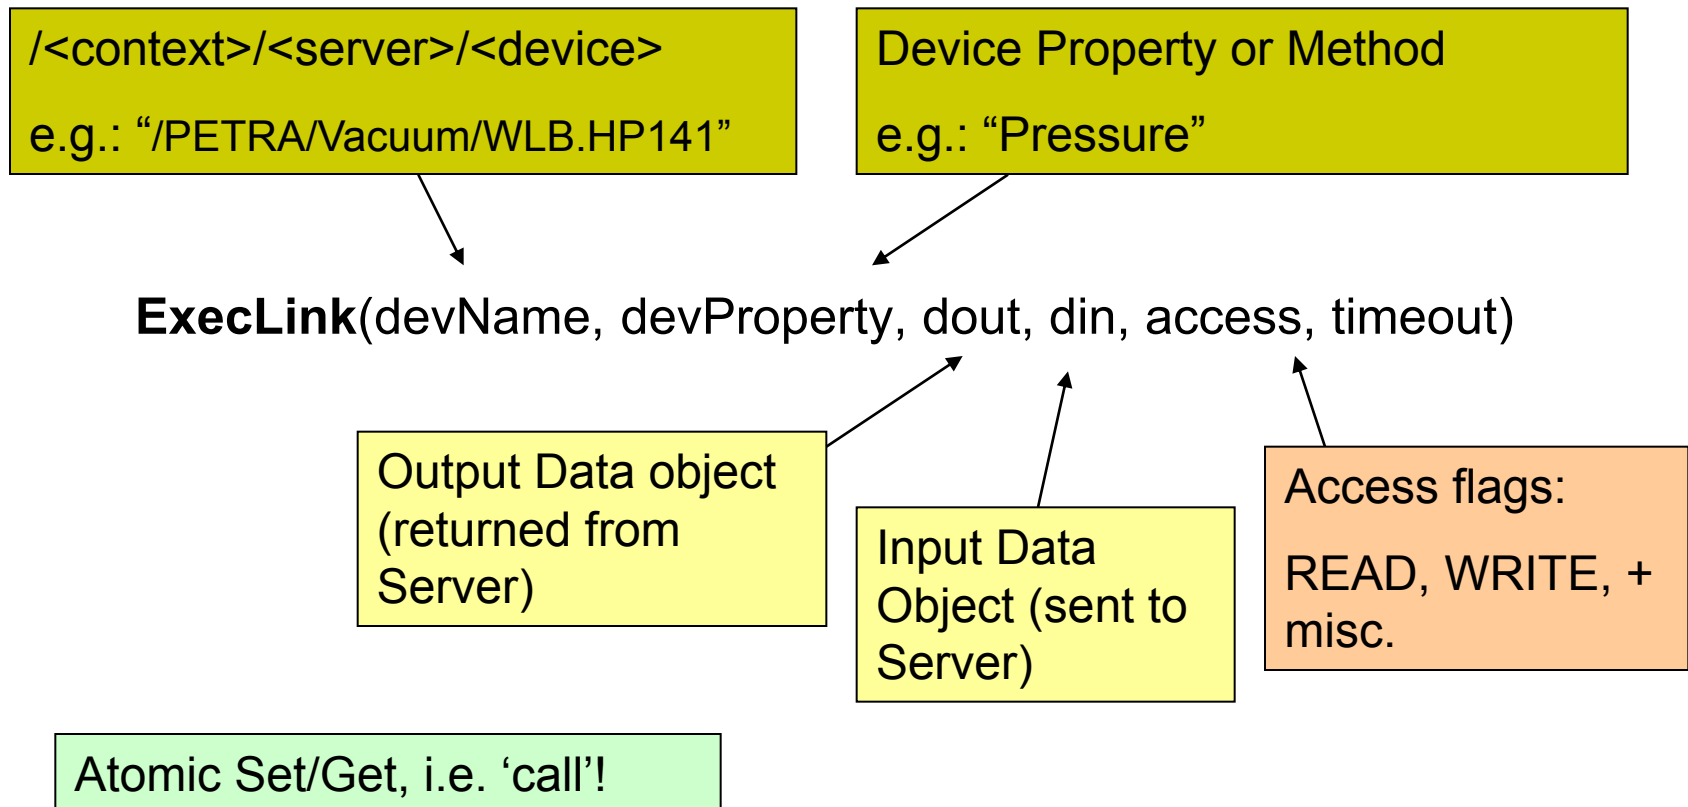 /<context>/<server>/<device>
e.g.: “/PETRA/Vacuum/WLB.HP141”
Device Property or Method
e.g.: “Pressure”
ExecLink(devName, devProperty, dout, din, access, timeout)
Output Data object
(returned from
Server)
Input Data
Object (sent to
Server)
Access flags:
READ, WRITE, +
misc.
Atomic Set/Get, i.e. ‘call’!